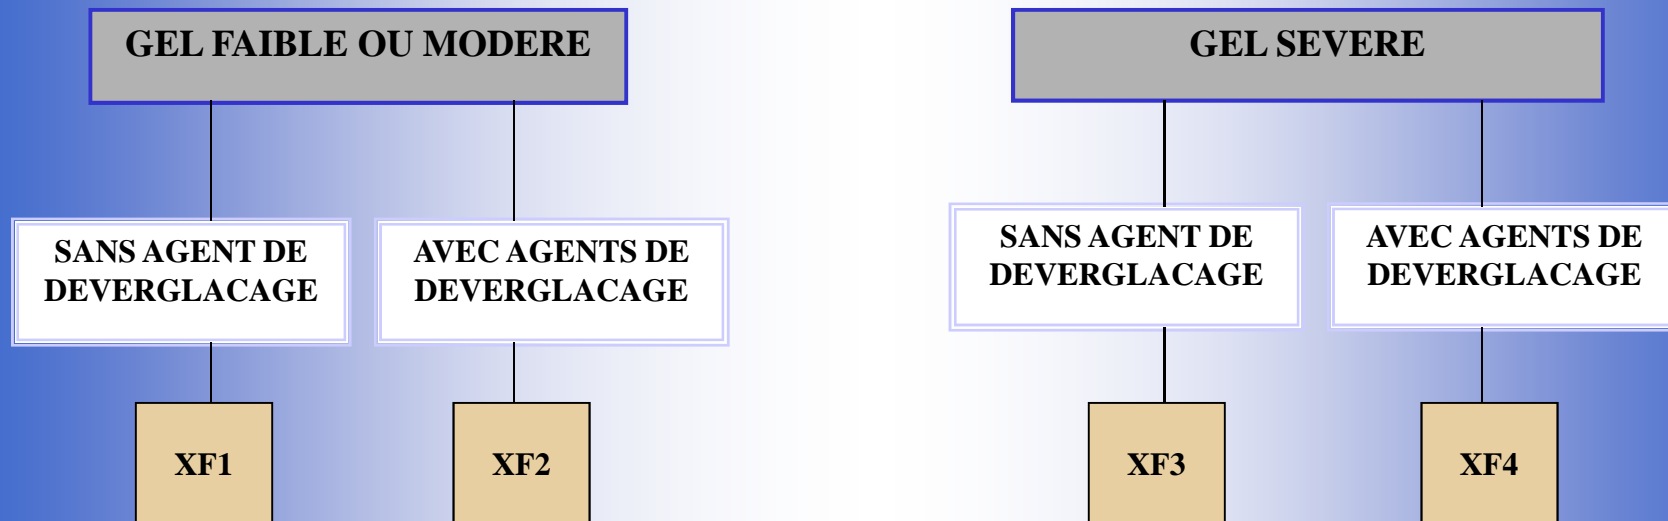 GEL FAIBLE OU MODERE
GEL SEVERE
SANS AGENT DE
DEVERGLACAGE
AVEC AGENTS DE
DEVERGLACAGE
SANS AGENT DE
DEVERGLACAGE
AVEC AGENTS DE
DEVERGLACAGE
XF1
XF2
XF3
XF4